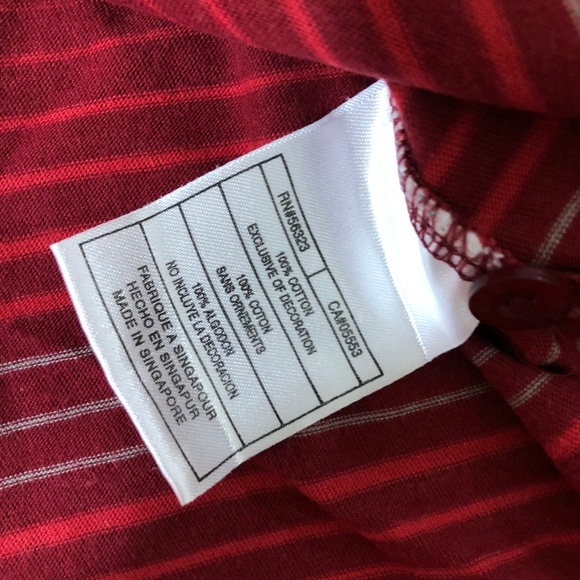 RN#56323 CA#05553
100% COTTON
EXCLUSIVE OF DECORATION
100% COTON
SANS ORNEMENTS
100% ALGODON
NO INCLUYE LA DECORACION
FABRIQUE A SINGAPOUR
HECHO EN SINGAPUR
MADE IN SINGAPORE